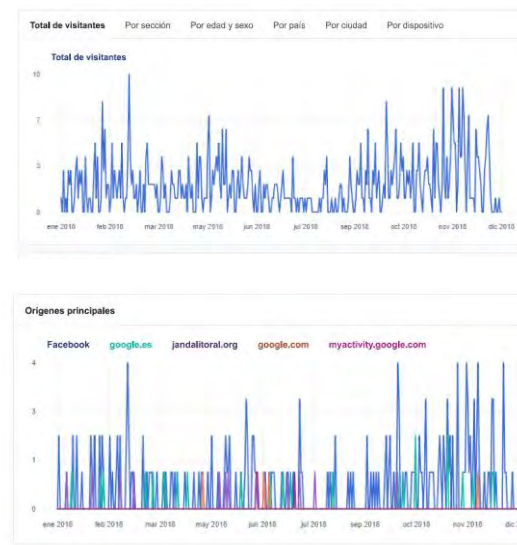 Total de visitantes Por sección Por edad y sexo Por país Por ciudad Por dispositivo
Total de visitantes
10
7
3
0
ene 2018 feb 2018 mar 2018 may 2018 jun 2018 jul 2018 sep 2018 oct 2018 nov 2018 dic 2018
Orígenes principales
Facebook google.es jandalitoral.org google.com myactivity.google.com
4
3
1
0
ene 2018 feb 2018 mar 2018 may 2018 jun 2018 jul 2018 sep 2018 oct 2018 nov 2018 dic